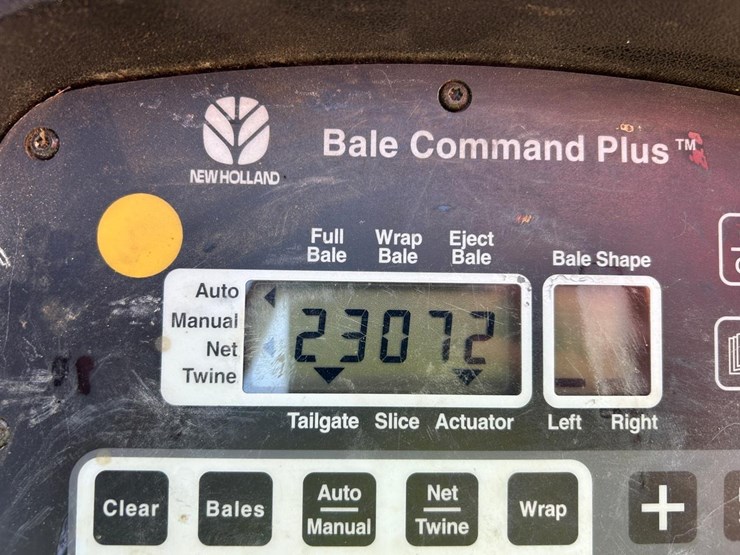 NEW HOLLAND
Bale Command Plus™
Full Bale
Wrap Bale
Eject Bale
Bale Shape
Auto
Manual
Net
Twine
23072
Tailgate Slice Actuator
Left Right
Clear
Bales
Auto
Manual
Net
Twine
Wrap
+